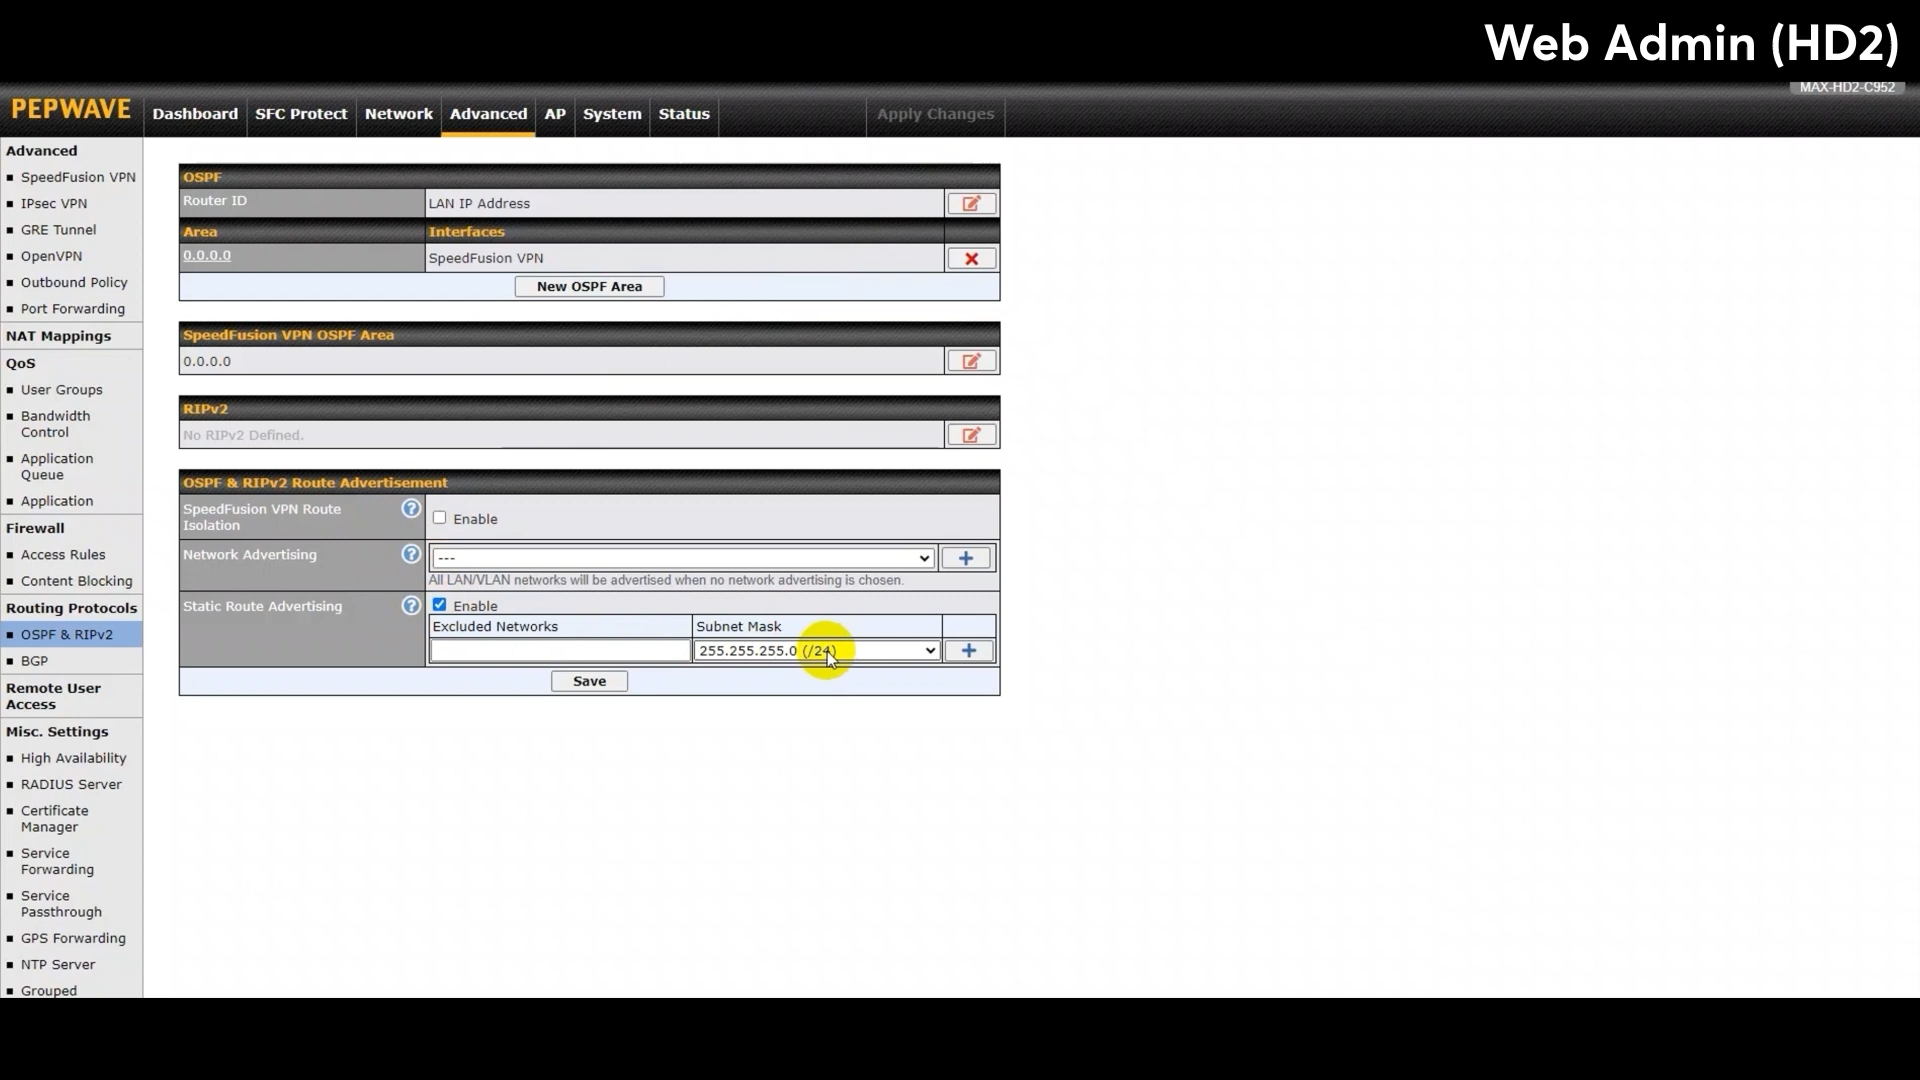 Web Admin (HD2)
MAX-HD2-C952
PEPWAVE
Dashboard
SFC Protect
Network
Advanced
AP
System
Status
Apply Changes
Advanced
SpeedFusion VPN
IPsec VPN
GRE Tunnel
OpenVPN
Outbound Policy
Port Forwarding
NAT Mappings
QoS
User Groups
Bandwidth
Control
Application
Queue
Application
Firewall
Access Rules
Content Blocking
Routing Protocols
OSPF & RIPv2
BGP
Remote User
Access
Misc. Settings
High Availability
RADIUS Server
Certificate
Manager
Service
Forwarding
Service
Passthrough
GPS Forwarding
NTP Server
Grouped
OSPF
Router ID
LAN IP Address
Area
Interfaces
0.0.0.0
SpeedFusion VPN
New OSPF Area
SpeedFusion VPN OSPF Area
0.0.0.0
RIPv2
No RIPv2 Defined.
OSPF & RIPv2 Route Advertisement
SpeedFusion VPN Route
Isolation
?
Enable
Network Advertising
?
---
All LAN/VLAN networks will be advertised when no network advertising is chosen.
Static Route Advertising
?
Enable
Excluded Networks
Subnet Mask
255.255.255.0 (/24)
Save